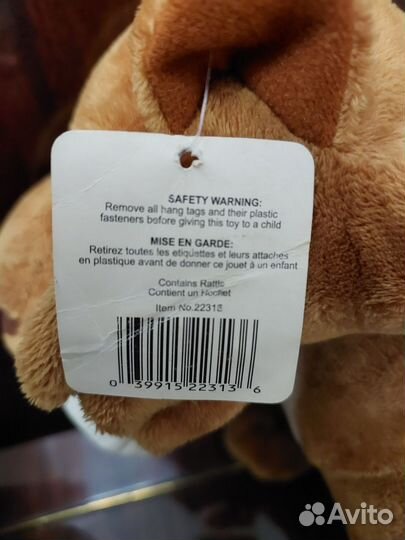 SAFETY WARNING:
Remove all hang tags and their plastic
fasteners before giving this toy to a child
MISE EN GARDE:
Retirez toutes les etiquettes et leurs attaches
en plastique avant de donner ce jouet à un enfant
Contains Rattle
Contient un Hochet
Item No.22313
0 39915 22313 6
Avito